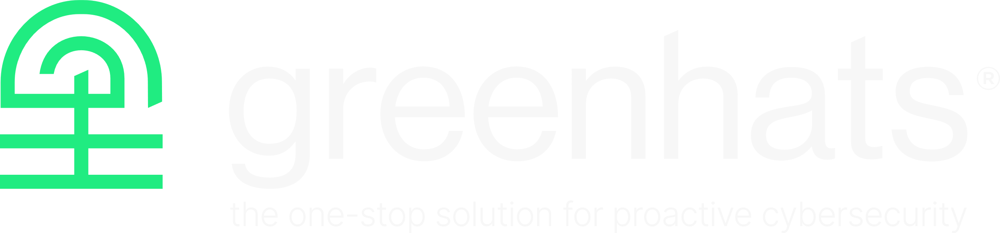 greenhats®
the one-stop solution for proactive cybersecurity